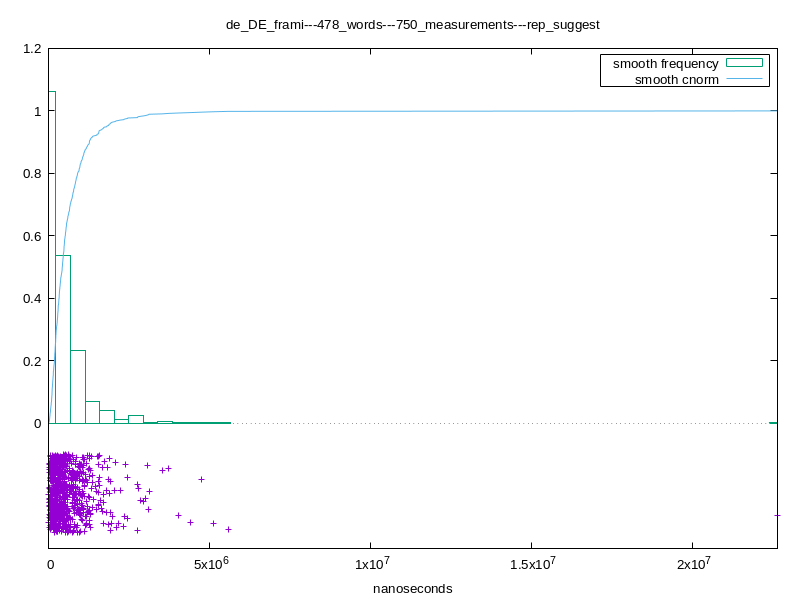 de_DE_frami---478_words---750_measurements---rep_suggest
smooth frequency
smooth cnorm
1.2
1
0.8
0.6
0.4
0.2
0
0 5x10^6 1x10^7 1.5x10^7 2x10^7
nanoseconds